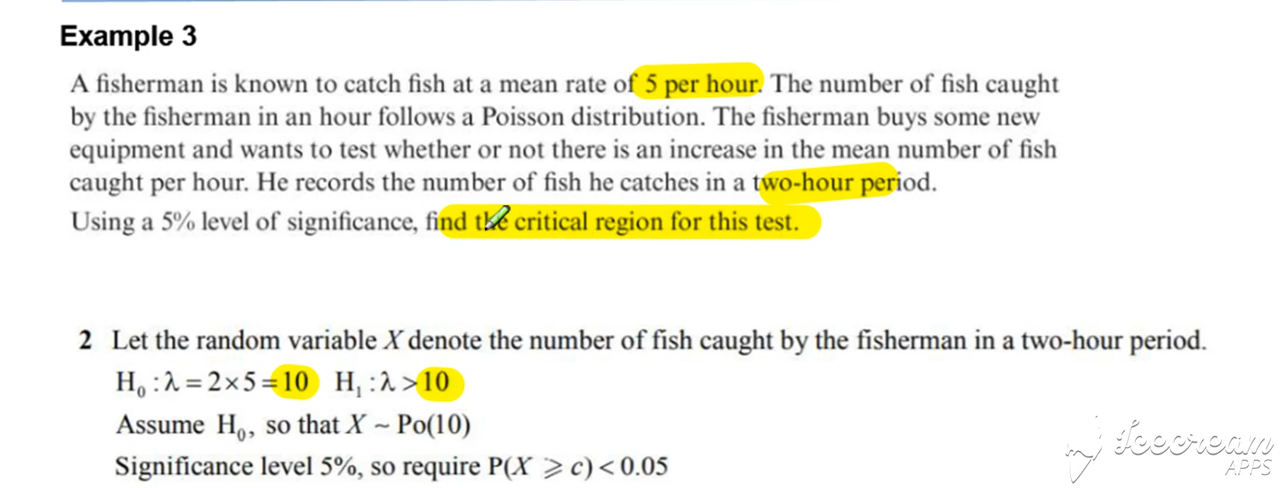 Example 3
A fisherman is known to catch fish at a mean rate of 5 per hour. The number of fish caught
by the fisherman in an hour follows a Poisson distribution. The fisherman buys some new
equipment and wants to test whether or not there is an increase in the mean number of fish
caught per hour. He records the number of fish he catches in a two-hour period.
Using a 5% level of significance, find the critical region for this test.
2 Let the random variable X denote the number of fish caught by the fisherman in a two-hour period.
H₀ : λ = 2×5 = 10 H₁ : λ > 10
Assume H₀, so that X ~ Po(10)
Significance level 5%, so require P(X ⩾ c) < 0.05
Icecream
APPS